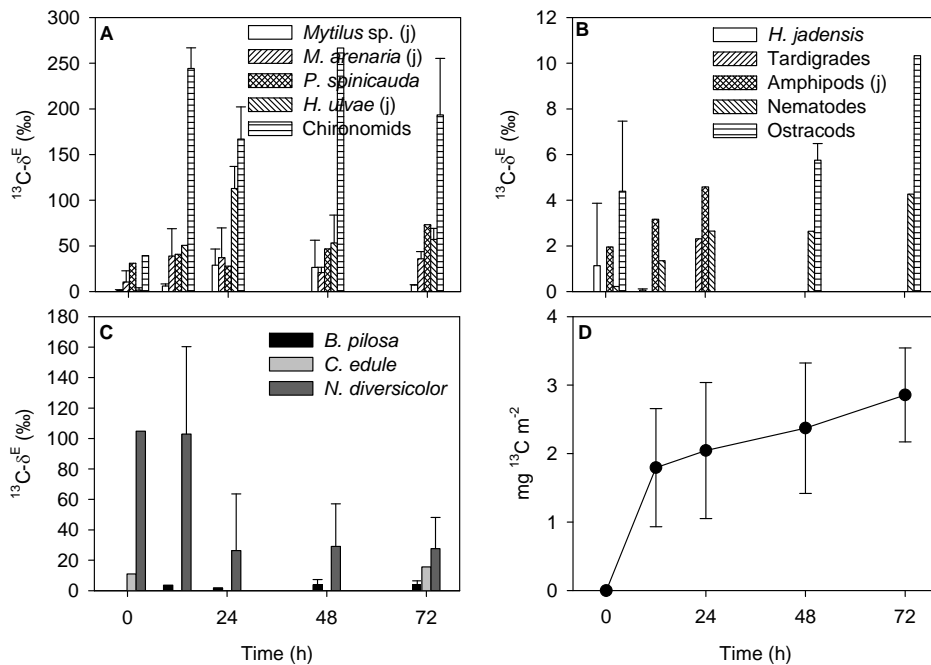 A
Mytilus sp. (j)
M. arenaria (j)
P. spinicauda
H. ulvae (j)
Chironomids
¹³C-δᴱ (‰)
300
250
200
150
100
50
0
B
H. jadensis
Tardigrades
Amphipods (j)
Nematodes
Ostracods
¹³C-δᴱ (‰)
12
10
8
6
4
2
0
C
B. pilosa
C. edule
N. diversicolor
¹³C-δᴱ (‰)
180
160
140
120
100
80
60
40
20
0
0 24 48 72
Time (h)
D
mg ¹³C m⁻²
4
3
2
1
0
0 24 48 72
Time (h)